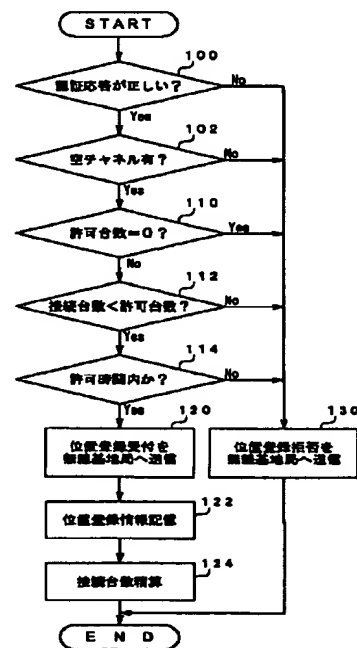 START
100
認証応答が正しい?
No
Yes
102
空チャネル有?
No
Yes
110
許可台数=0?
Yes
No
112
接続台数<許可台数?
No
Yes
114
許可時間内か?
No
Yes
120
位置登録受付を
無線基地局へ送信
130
位置登録拒否を
無線基地局へ送信
122
位置登録情報記憶
124
接続台数積算
END